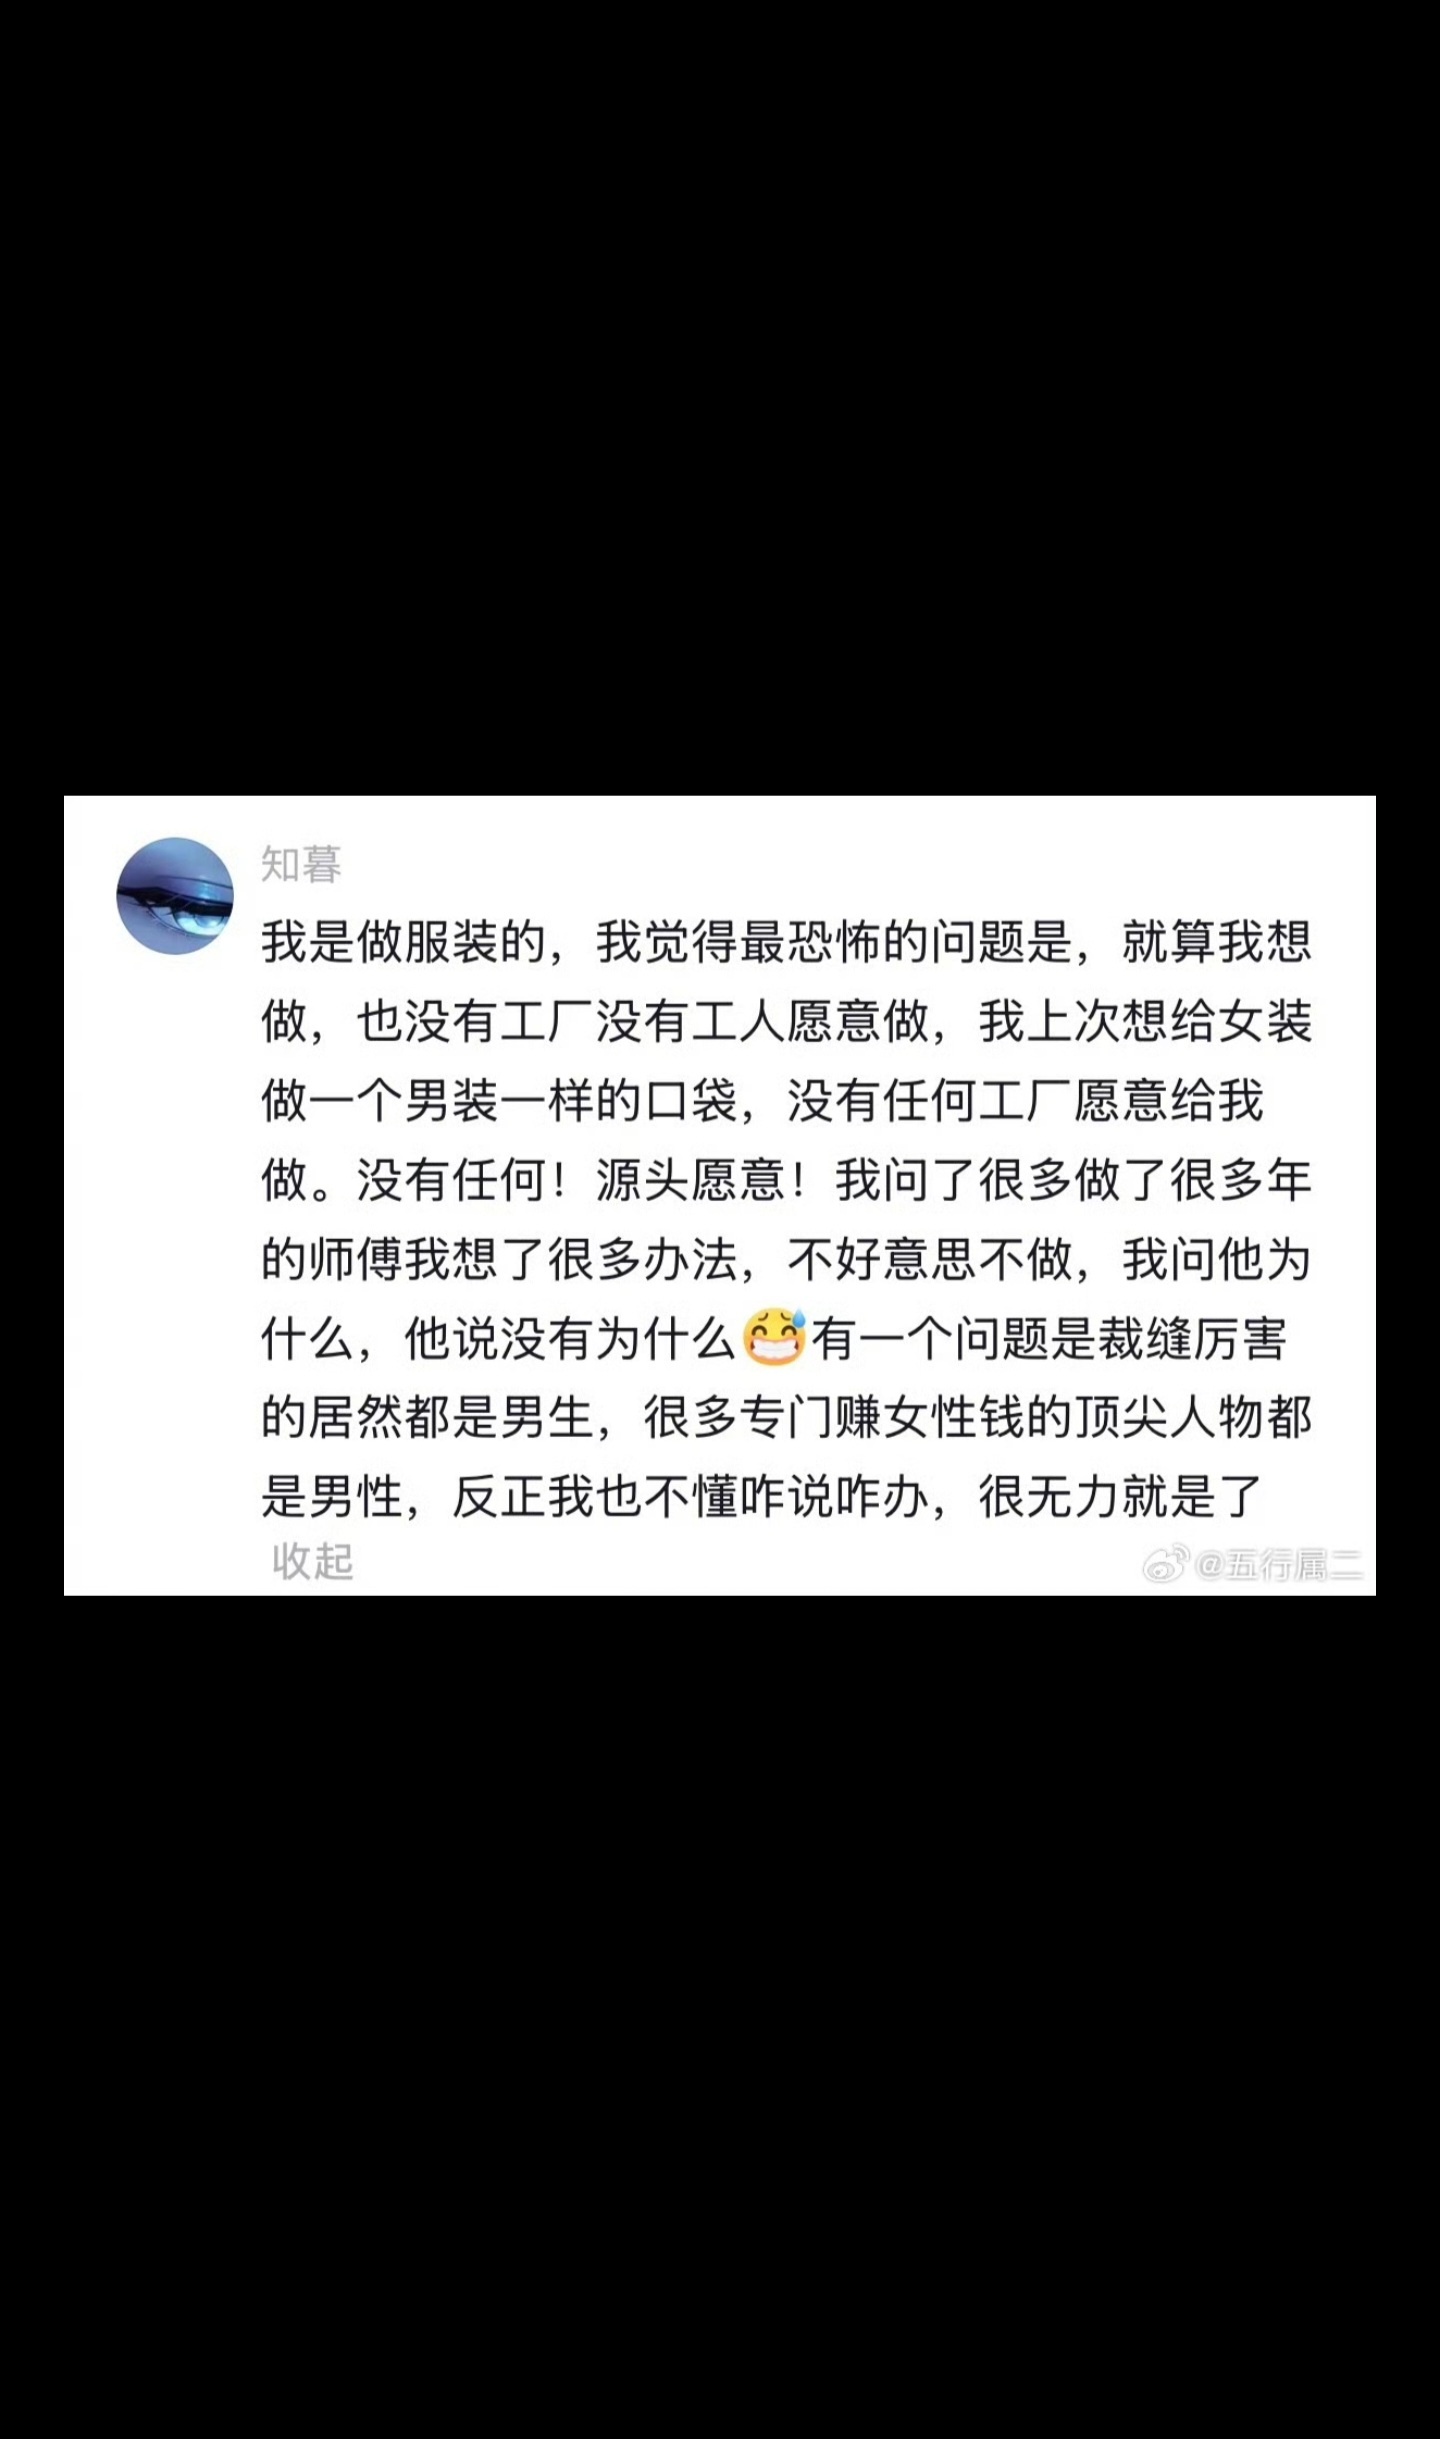 知暮
我是做服装的，我觉得最恐怖的问题是，就算我想
做，也没有工厂没有工人愿意做，我上次想给女装
做一个男装一样的口袋，没有任何工厂愿意给我
做。没有任何！源头愿意！我问了很多做了很多年
的师傅我想了很多办法，不好意思不做，我问他为
什么，他说没有为什么😅有一个问题是裁缝厉害
的居然都是男生，很多专门赚女性钱的顶尖人物都
是男性，反正我也不懂咋说咋办，很无力就是了
收起
@五行属二